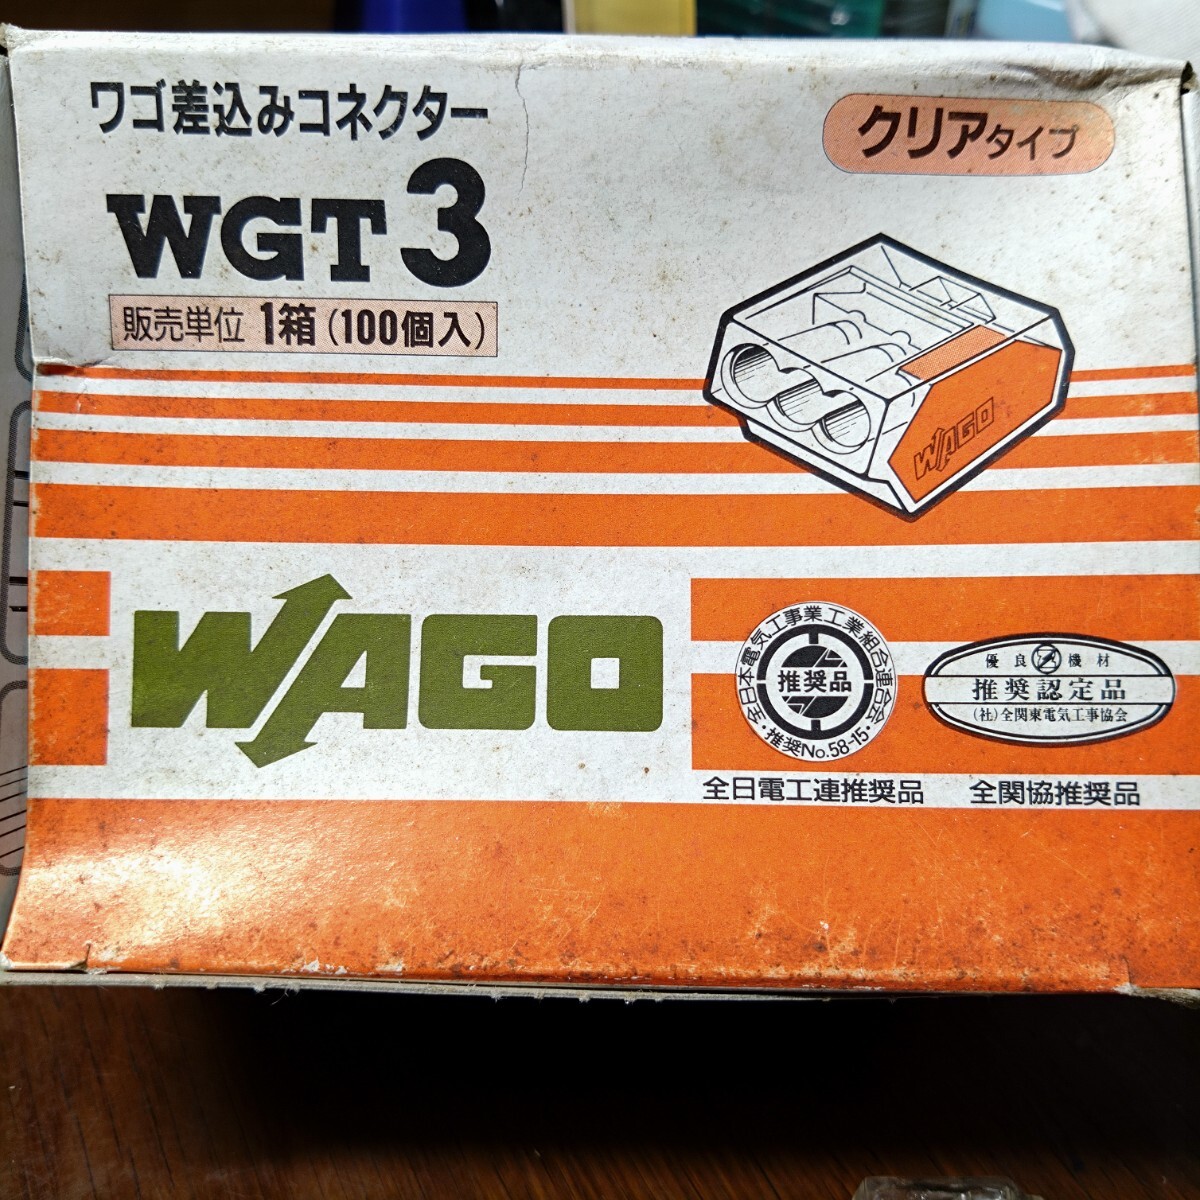 ワゴ差込みコネクター
クリアタイプ
WGT3
販売単位 1箱(100個入)
WAGO
WAGO
全日本電気工事業工業組合連合会
推奨品
・推奨No.58-15・
優良 機材
推奨認定品
(社)全関東電気工事協会
全日電工連推奨品
全関協推奨品